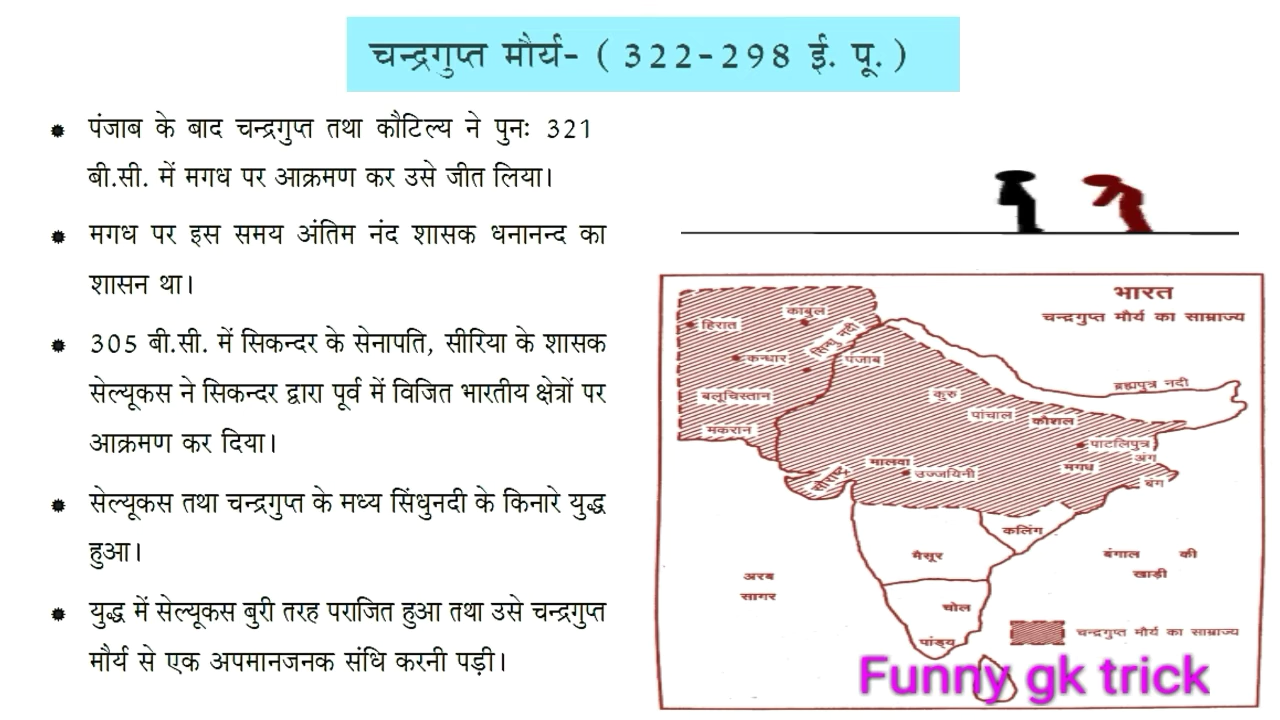 चन्द्रगुप्त मौर्य- ( 322-298 ई. पू. )
पंजाब के बाद चन्द्रगुप्त तथा कौटिल्य ने पुनः 321
बी.सी. में मगध पर आक्रमण कर उसे जीत लिया।
मगध पर इस समय अंतिम नंद शासक धनानन्द का
शासन था।
305 बी.सी. में सिकन्दर के सेनापति, सीरिया के शासक
सेल्यूकस ने सिकन्दर द्वारा पूर्व में विजित भारतीय क्षेत्रों पर
आक्रमण कर दिया।
सेल्यूकस तथा चन्द्रगुप्त के मध्य सिंधुनदी के किनारे युद्ध
हुआ।
युद्ध में सेल्यूकस बुरी तरह पराजित हुआ तथा उसे चन्द्रगुप्त
मौर्य से एक अपमानजनक संधि करनी पड़ी।
भारत
चन्द्रगुप्त मौर्य का साम्राज्य
काबुल
हिरात
सिन्धु नदी
कन्धार
पंजाब
ब्रह्मपुत्र नदी
बलूचिस्तान
कुरु
पांचाल
कौशल
मकरान
पाटलिपुत्र
अंग
मालवा
मगध
उज्जयिनी
सौराष्ट्र
बंग
कलिंग
मैसूर
बंगाल की
खाड़ी
अरब
सागर
चोल
पांड्य
चन्द्रगुप्त मौर्य का साम्राज्य
Funny gk trick